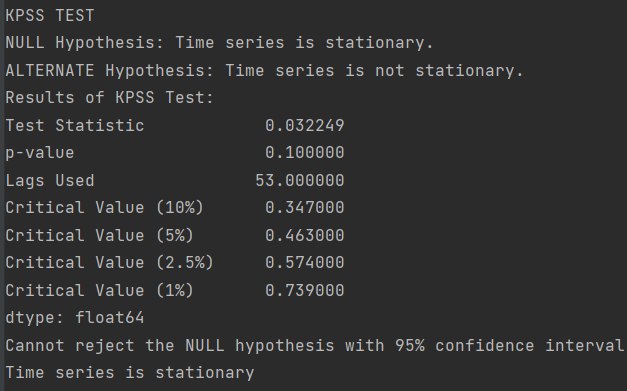 KPSS TEST
NULL Hypothesis: Time series is stationary.
ALTERNATE Hypothesis: Time series is not stationary.
Results of KPSS Test:
Test Statistic            0.032249
p-value                   0.100000
Lags Used                53.000000
Critical Value (10%)      0.347000
Critical Value (5%)       0.463000
Critical Value (2.5%)     0.574000
Critical Value (1%)       0.739000
dtype: float64
Cannot reject the NULL hypothesis with 95% confidence interval
Time series is stationary